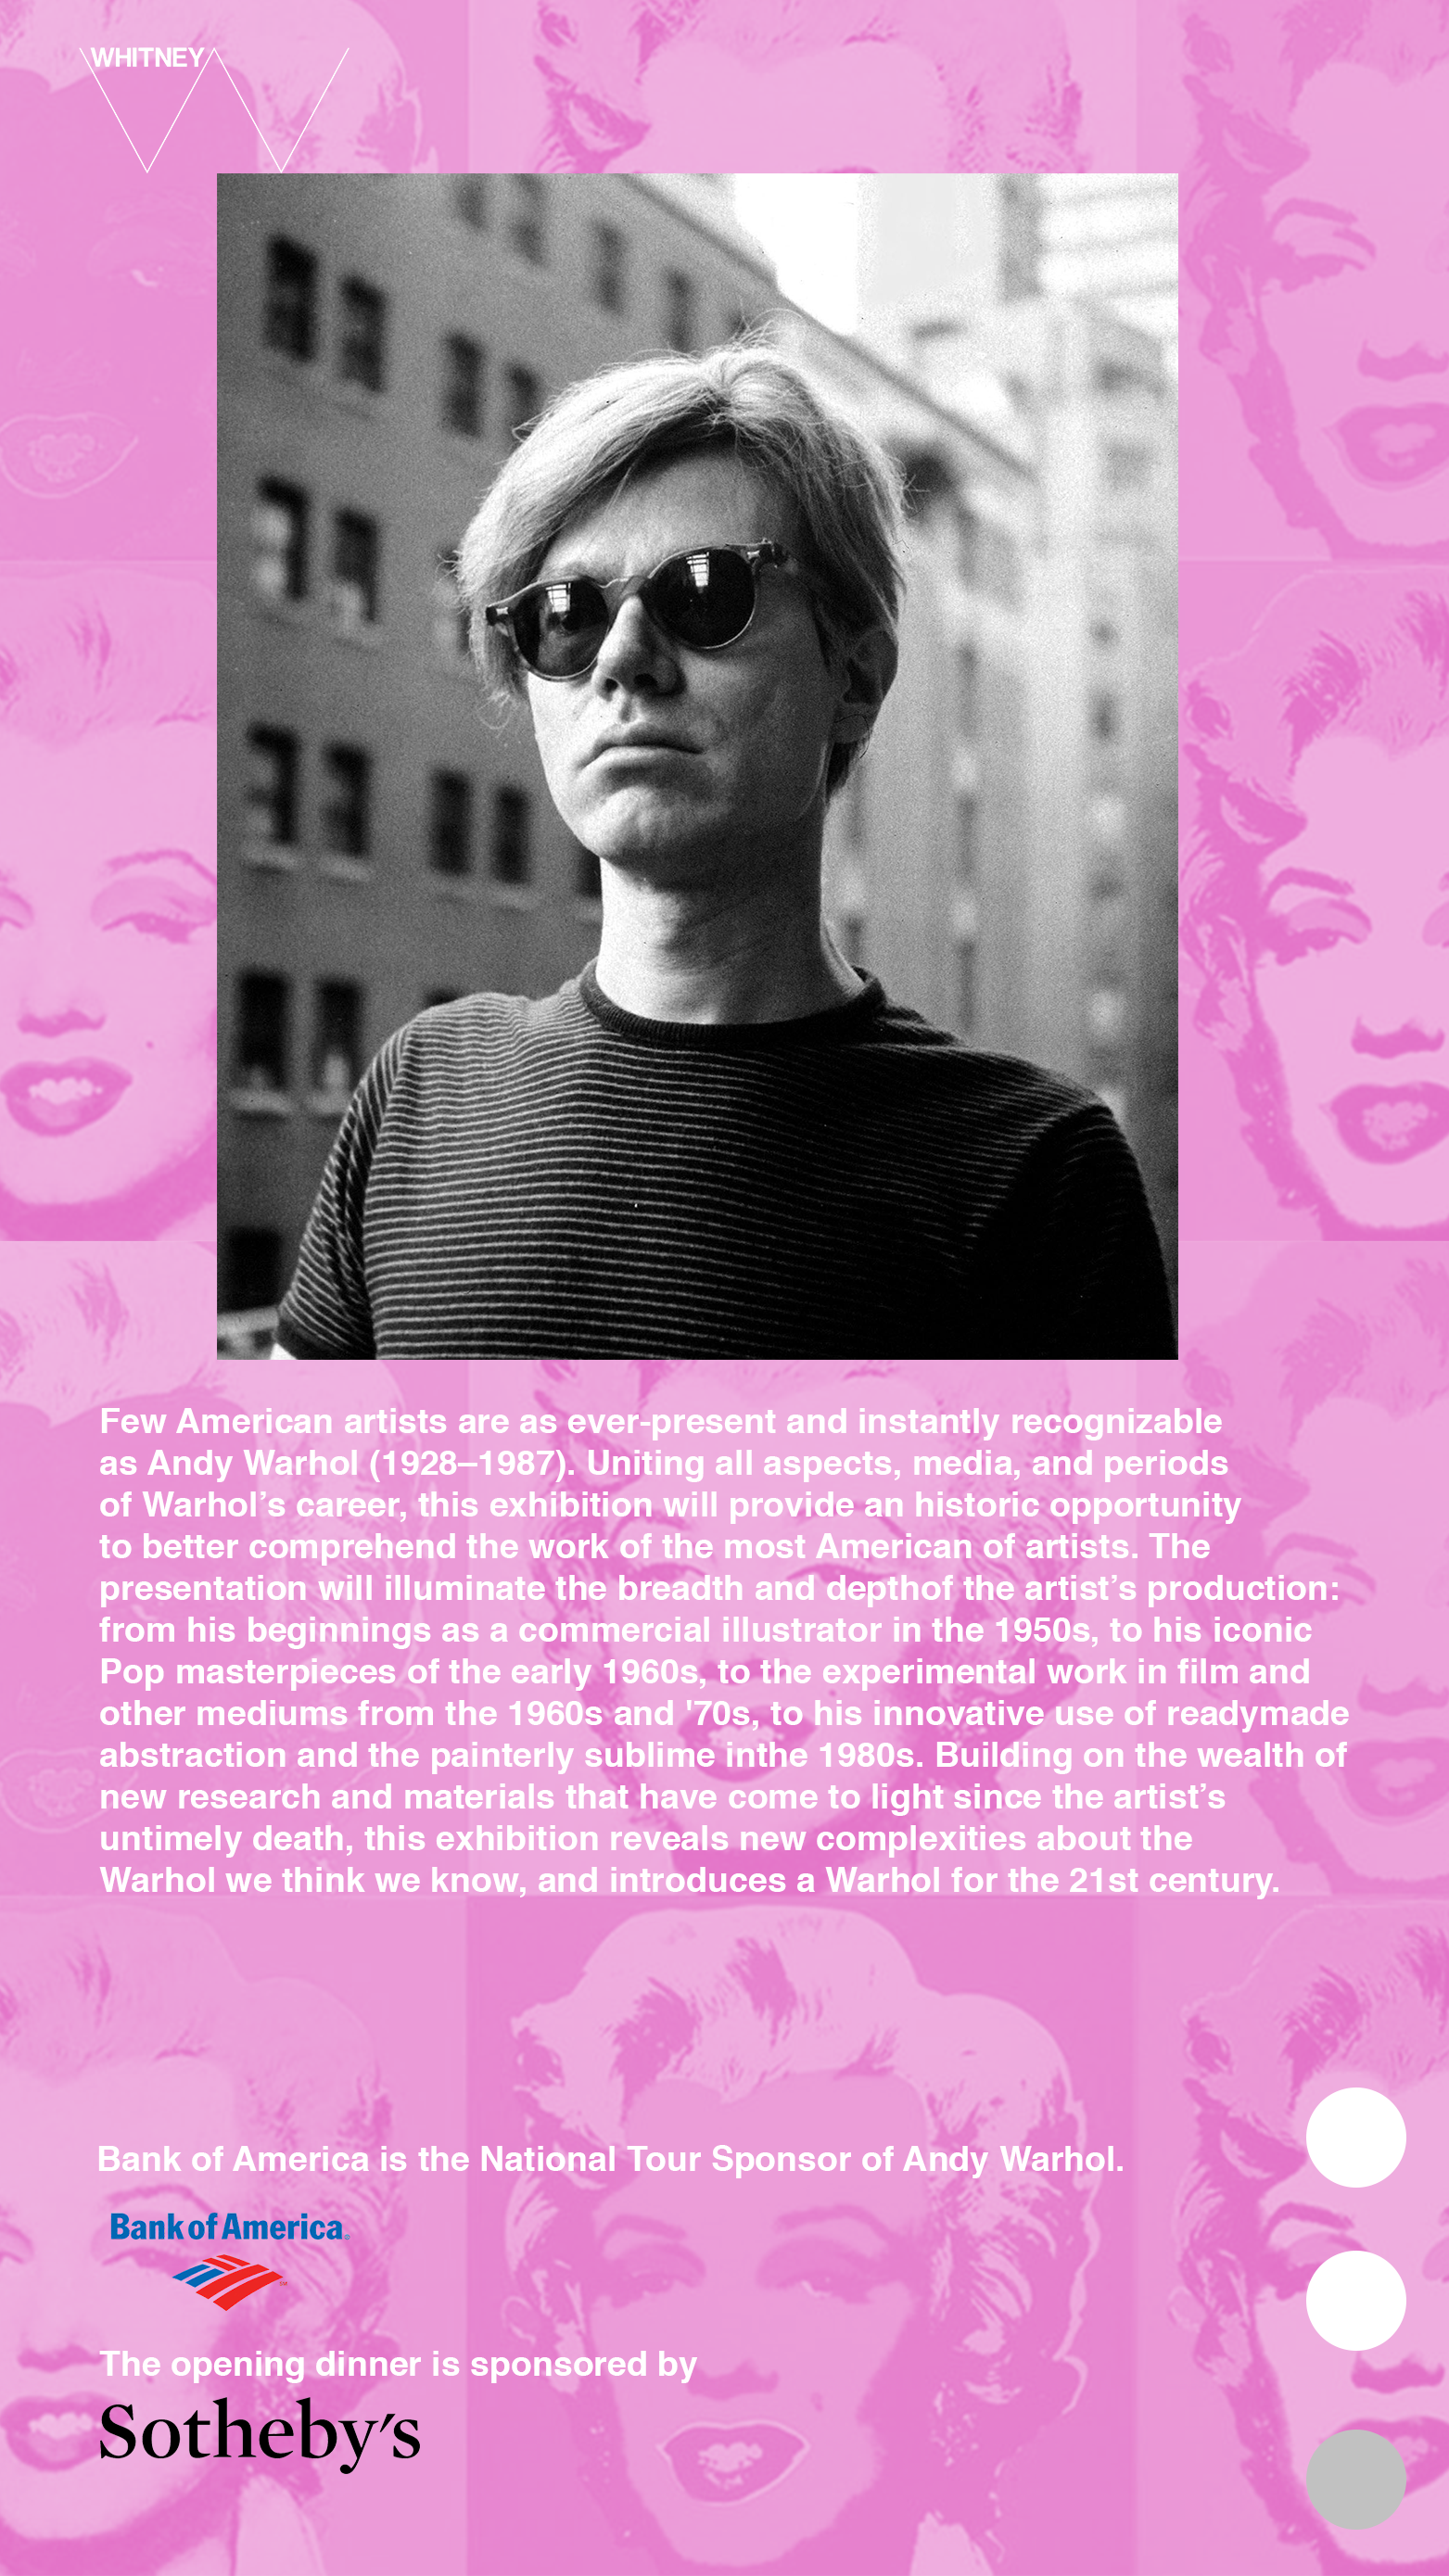 WHITNEY
Few American artists are as ever-present and instantly recognizable
as Andy Warhol (1928–1987). Uniting all aspects, media, and periods
of Warhol’s career, this exhibition will provide an historic opportunity
to better comprehend the work of the most American of artists. The
presentation will illuminate the breadth and depthof the artist’s production:
from his beginnings as a commercial illustrator in the 1950s, to his iconic
Pop masterpieces of the early 1960s, to the experimental work in film and
other mediums from the 1960s and '70s, to his innovative use of readymade
abstraction and the painterly sublime inthe 1980s. Building on the wealth of
new research and materials that have come to light since the artist’s
untimely death, this exhibition reveals new complexities about the
Warhol we think we know, and introduces a Warhol for the 21st century.
Bank of America is the National Tour Sponsor of Andy Warhol.
Bank of America
The opening dinner is sponsored by
Sotheby's